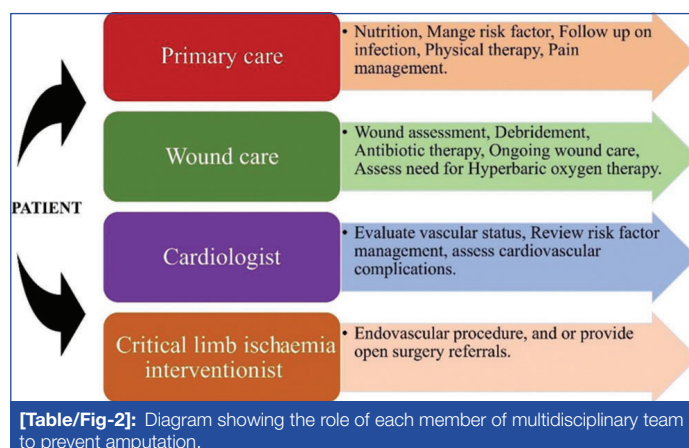 Primary care
• Nutrition, Mange risk factor, Follow up on
infection, Physical therapy, Pain
management.
Wound care
• Wound assessment, Debridement,
Antibiotic therapy, Ongoing wound care,
Assess need for Hyperbaric oxygen therapy.
PATIENT
Cardiologist
• Evaluate vascular status, Review risk factor
management, assess cardiovascular
complications.
Critical limb ischaemia
interventionist
• Endovascular procedure, and or provide
open surgery referrals.
[Table/Fig-2]: Diagram showing the role of each member of multidisciplinary team
to prevent amputation.